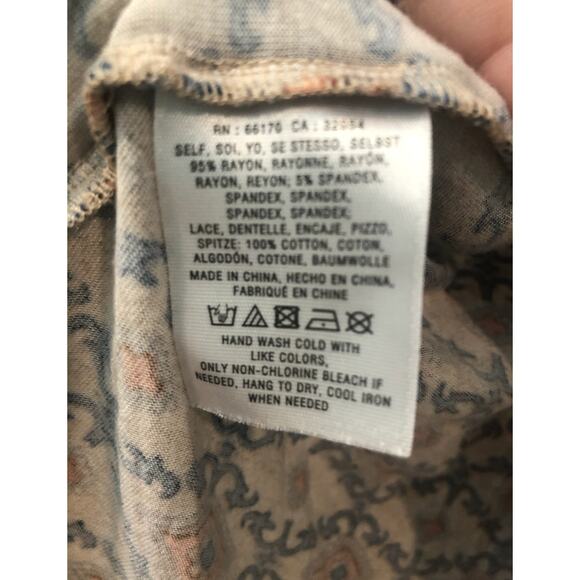 RN : 66170 CA : 32054
SELF, SOI, YO, SE STESSO, SELBST
95% RAYON, RAYONNE, RAYÓN,
RAYON, REYON; 5% SPANDEX,
SPANDEX, SPANDEX,
SPANDEX, SPANDEX;
LACE, DENTELLE, ENCAJE, PIZZO,
SPITZE: 100% COTTON, COTON,
ALGODÓN, COTONE, BAUMWOLLE
MADE IN CHINA, HECHO EN CHINA,
FABRIQUÉ EN CHINE
HAND WASH COLD WITH
LIKE COLORS,
ONLY NON-CHLORINE BLEACH IF
NEEDED, HANG TO DRY, COOL IRON
WHEN NEEDED